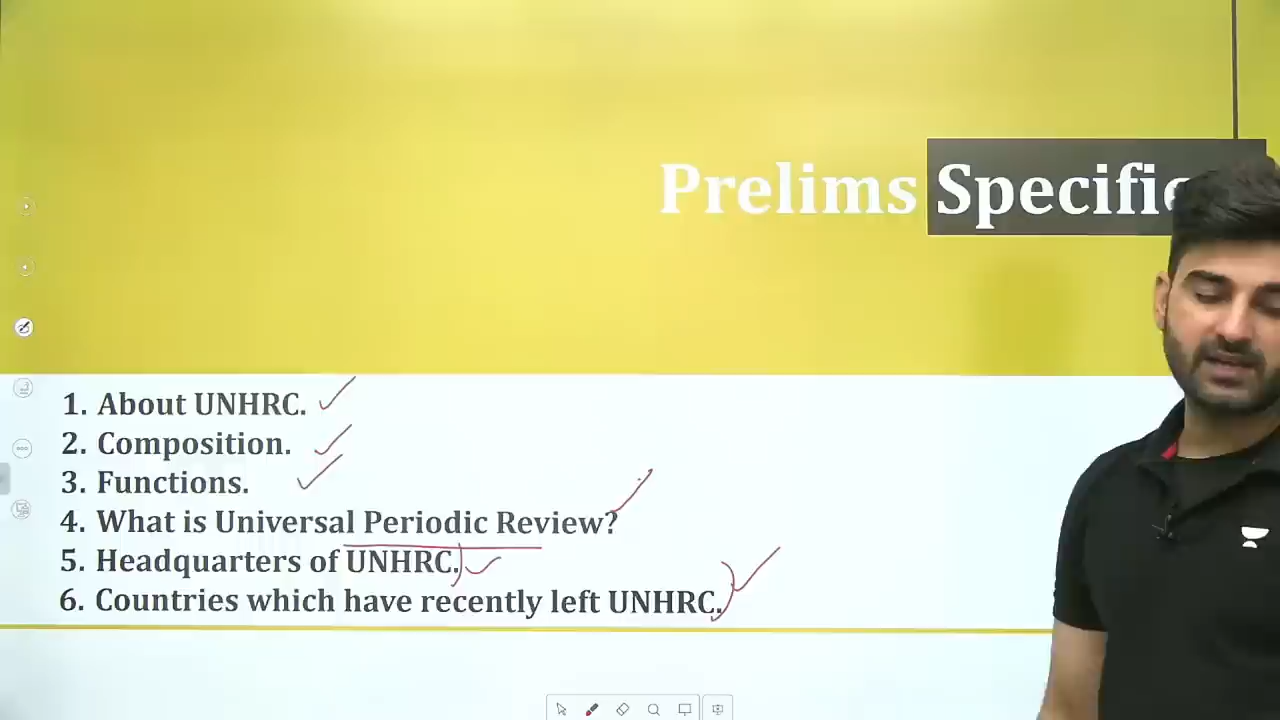 Prelims Specific
1. About UNHRC.
2. Composition.
3. Functions.
4. What is Universal Periodic Review?
5. Headquarters of UNHRC.
6. Countries which have recently left UNHRC.